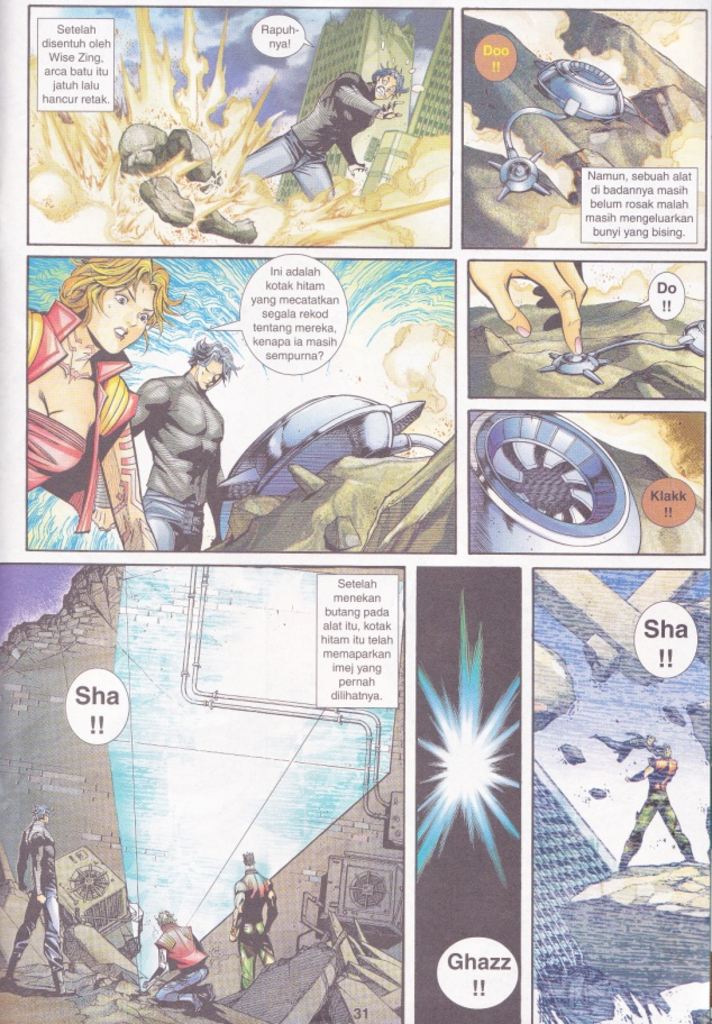 Setelah
disentuh oleh
Wise Zing,
arca batu itu
jatuh lalu
hancur retak.
Rapuh-
nya!
Doo
!!
Namun, sebuah alat
di badannya masih
belum rosak malah
masih mengeluarkan
bunyi yang bising.
Ini adalah
kotak hitam
yang mecatatkan
segala rekod
tentang mereka,
kenapa ia masih
sempurna?
Do
!!
Klakk
!!
Setelah
menekan
butang pada
alat itu, kotak
hitam itu telah
memaparkan
imej yang
pernah
dilihatnya.
Sha
!!
Ghazz
!!
Sha
!!
31